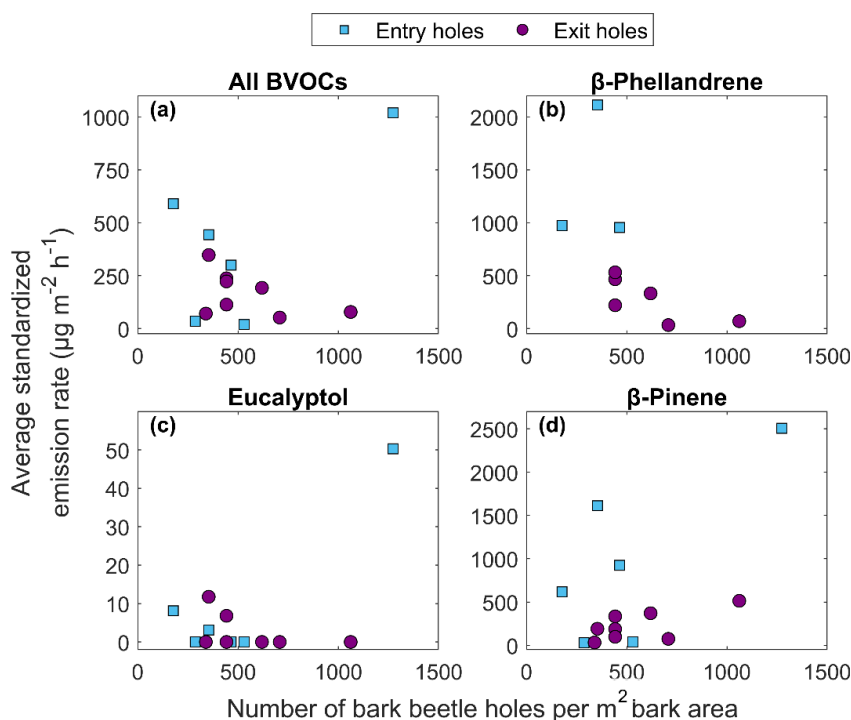 Entry holes Exit holes
All BVOCs β-Phellandrene
(a) (b)
1000 2000
750 1500
500 1000
250 500
0 0
0 500 1000 1500 0 500 1000 1500
Eucalyptol β-Pinene
(c) (d)
50 2500
40 2000
30 1500
20 1000
10 500
0 0
0 500 1000 1500 0 500 1000 1500
Average standardized
emission rate (µg m⁻² h⁻¹)
Number of bark beetle holes per m² bark area